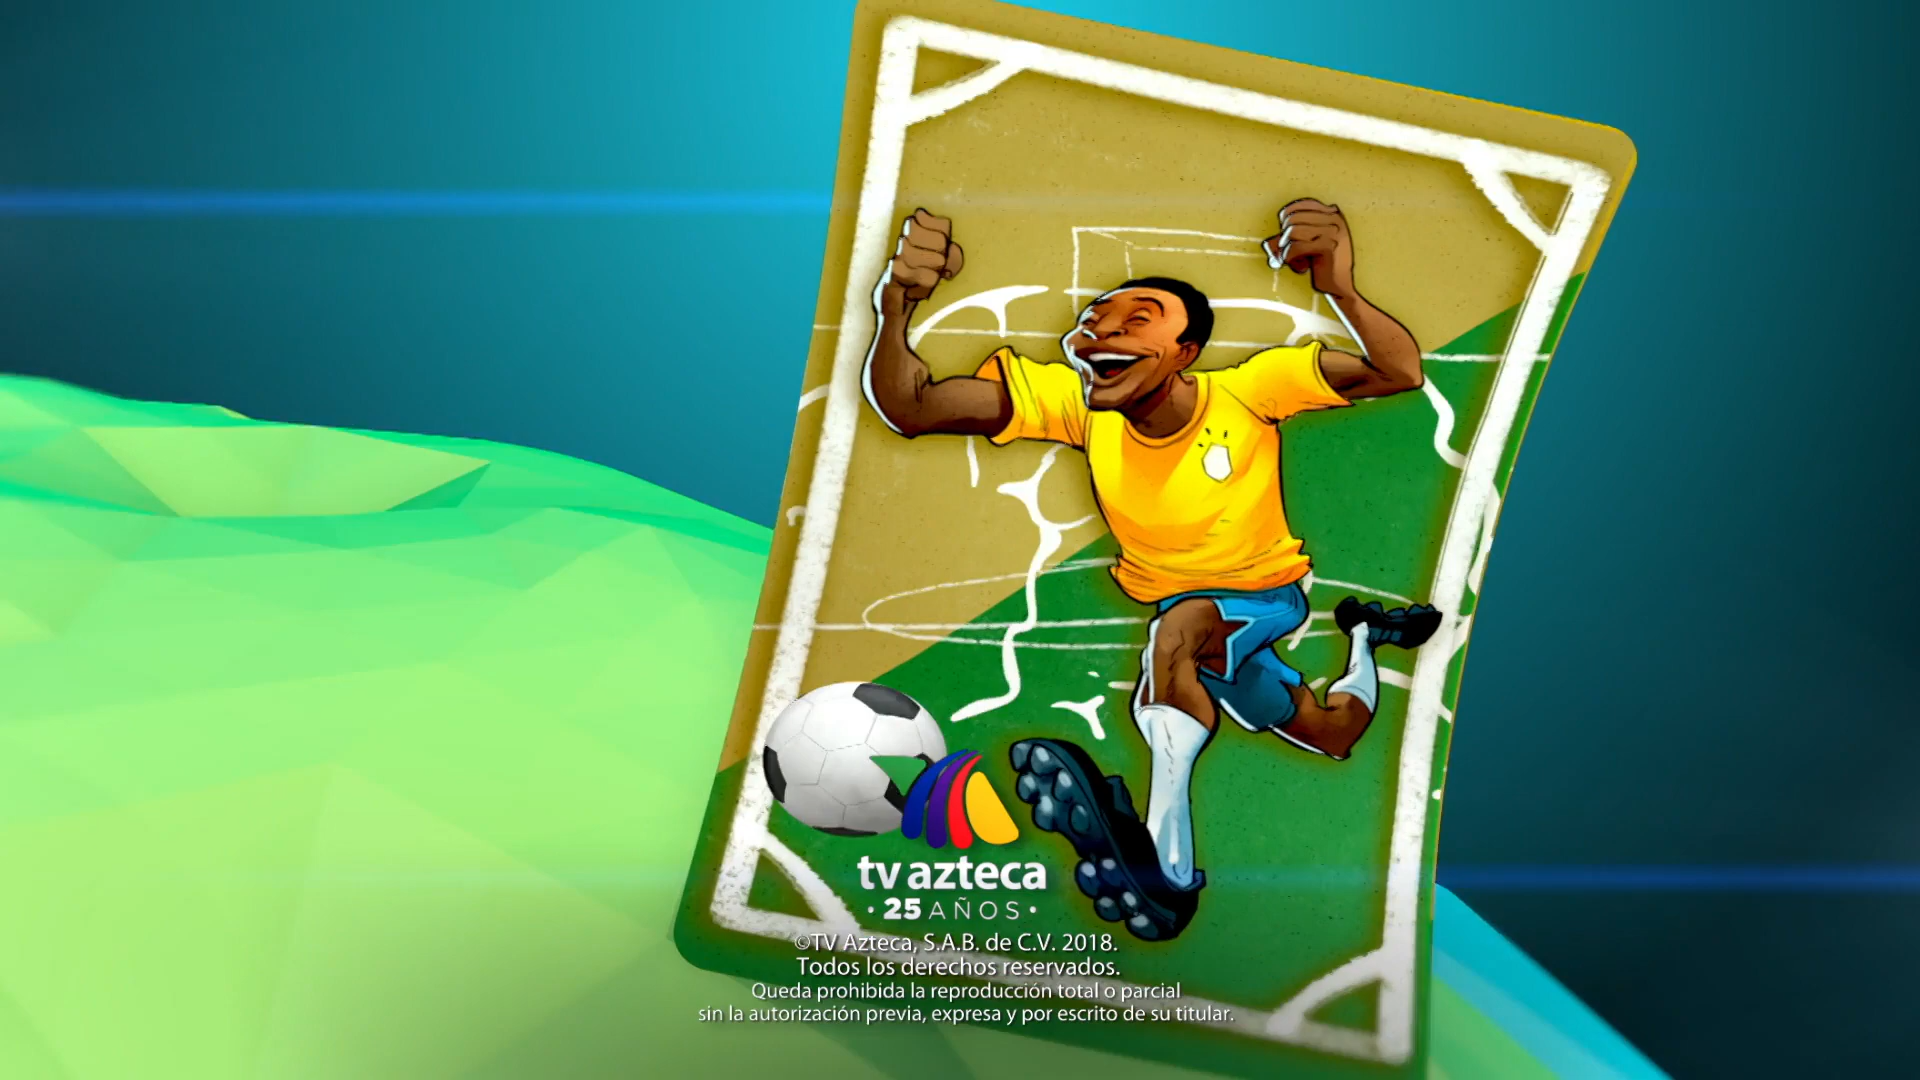 tv azteca
• 25 AÑOS •
©TV Azteca, S.A.B. de C.V. 2018.
Todos los derechos reservados.
Queda prohibida la reproducción total o parcial
sin la autorización previa, expresa y por escrito de su titular.